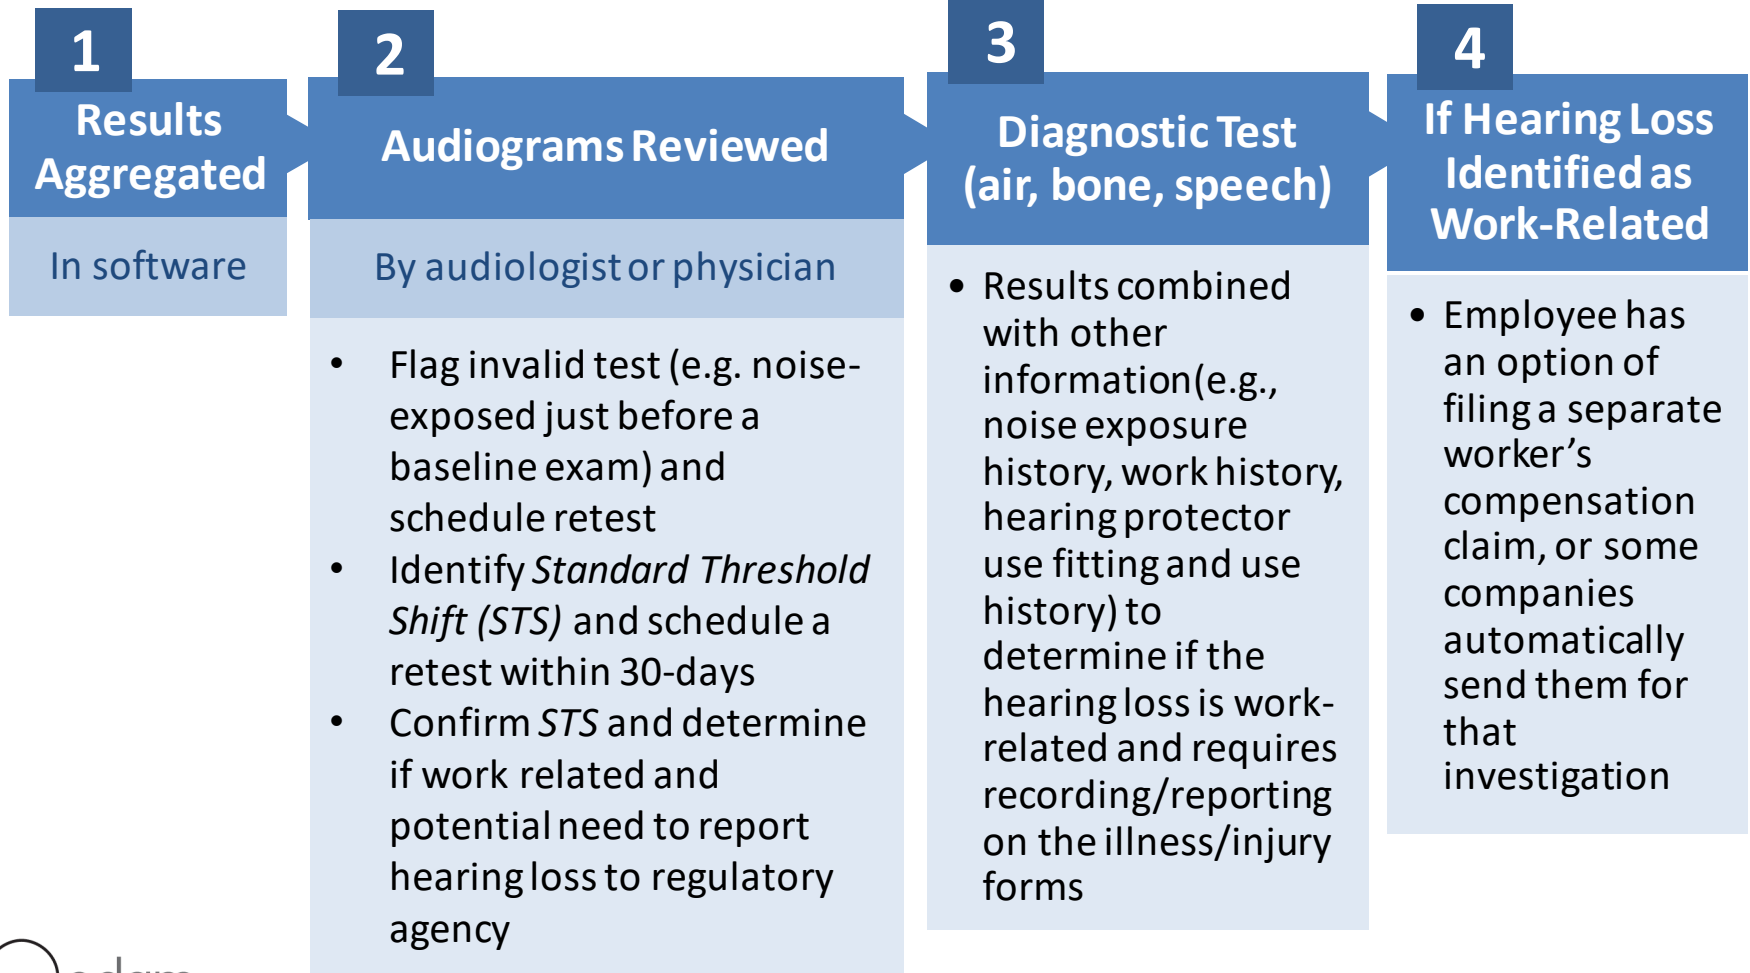 1
Results
Aggregated
In software
2
Audiograms Reviewed
By audiologist or physician
• Flag invalid test (e.g. noise-
exposed just before a
baseline exam) and
schedule retest
• Identify Standard Threshold
Shift (STS) and schedule a
retest within 30-days
• Confirm STS and determine
if work related and
potential need to report
hearing loss to regulatory
agency
3
Diagnostic Test
(air, bone, speech)
• Results combined
with other
information(e.g.,
noise exposure
history, work history,
hearing protector
use fitting and use
history) to
determine if the
hearing loss is work-
related and requires
recording/reporting
on the illness/injury
forms
4
If Hearing Loss
Identified as
Work-Related
• Employee has
an option of
filing a separate
worker’s
compensation
claim, or some
companies
automatically
send them for
that
investigation